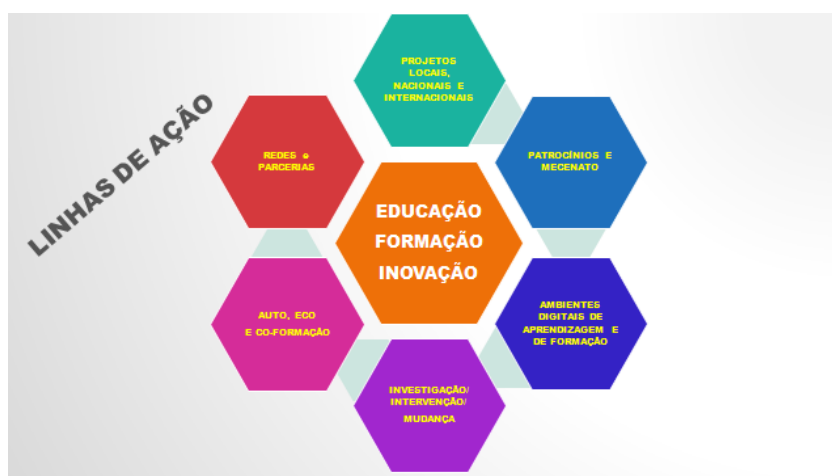 LINHAS DE AÇÃO
PROJETOS
LOCAIS,
NACIONAIS E
INTERNACIONAIS
REDES e
PARCERIAS
PATROCÍNIOS E
MECENATO
EDUCAÇÃO
FORMAÇÃO
INOVAÇÃO
AUTO, ECO
E CO-FORMAÇÃO
AMBIENTES
DIGITAIS DE
APRENDIZAGEM E
DE FORMAÇÃO
INVESTIGAÇÃO/
INTERVENÇÃO/
MUDANÇA